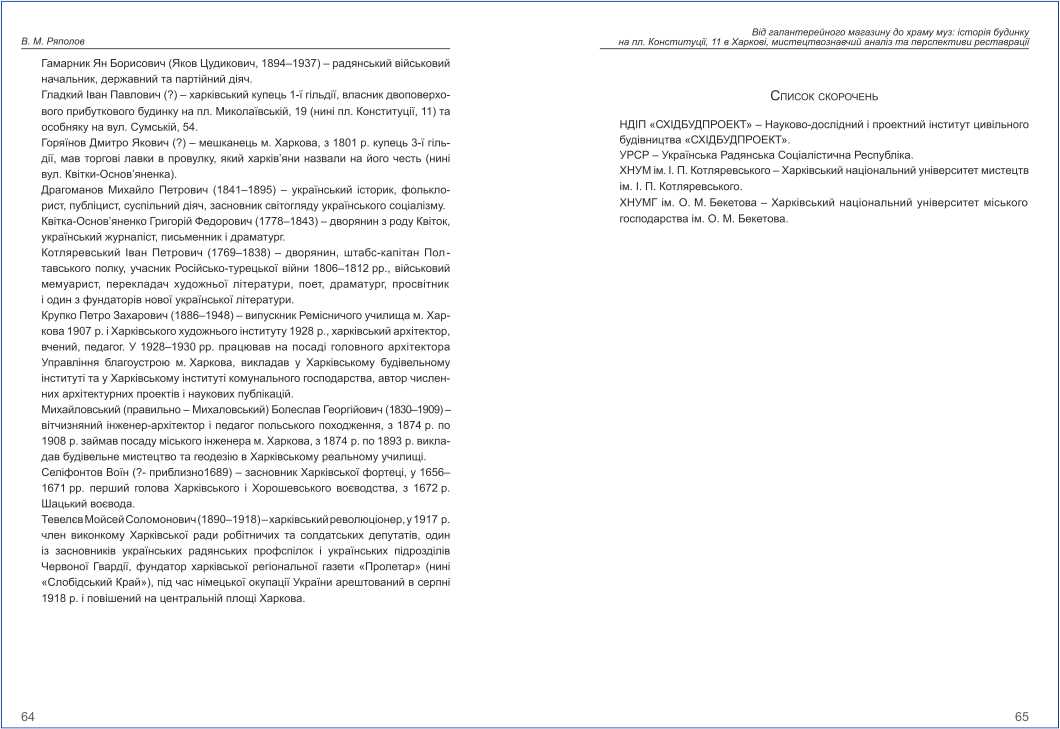 В. М. Ряполов
Гамарник Ян Борисович (Яков Цудикович, 1894–1937) – радянський військовий
начальник, державний та партійний діяч.
Гладкий Іван Павлович (?) – харківський купець 1-ї гільдії, власник двоповерхо-
вого прибуткового будинку на пл. Миколаївській, 19 (нині пл. Конституції, 11) та
особняку на вул. Сумській, 54.
Горяїнов Дмитро Якович (?) – мешканець м. Харкова, з 1801 р. купець 3-ї гіль-
дії, мав торгові лавки в провулку, який харків’яни назвали на його честь (нині
вул. Квітки-Основ’яненка).
Драгоманов Михайло Петрович (1841–1895) – український історик, фолькло-
рист, публіцист, суспільний діяч, засновник світогляду українського соціалізму.
Квітка-Основ’яненко Григорій Федорович (1778–1843) – дворянин з роду Квіток,
український журналіст, письменник і драматург.
Котляревський Іван Петрович (1769–1838) – дворянин, штабс-капітан Пол-
тавського полку, учасник Російсько-турецької війни 1806–1812 рр., військовий
мемуарист, перекладач художньої літератури, поет, драматург, просвітник
і один з фундаторів нової української літератури.
Крупко Петро Захарович (1886–1948) – випускник Ремісничого училища м. Хар-
кова 1907 р. і Харківського художнього інституту 1928 р., харківський архітектор,
вчений, педагог. У 1928–1930 рр. працював на посаді головного архітектора
Управління благоустрою м. Харкова, викладав у Харківському будівельному
інституті та у Харківському інституті комунального господарства, автор числен-
них архітектурних проектів і наукових публікацій.
Михайловський (правильно – Михаловський) Болеслав Георгійович (1830–1909) –
вітчизняний інженер-архітектор і педагог польського походження, з 1874 р. по
1908 р. займав посаду міського інженера м. Харкова, з 1874 р. по 1893 р. викла-
дав будівельне мистецтво та геодезію в Харківському реальному училищі.
Селіфонтов Воїн (?- приблизно1689) – засновник Харківської фортеці, у 1656–
1671 рр. перший голова Харківського і Хорошевського воєводства, з 1672 р.
Шацький воєвода.
Тевелєв Мойсей Соломонович (1890–1918) – харківський революціонер, у 1917 р.
член виконкому Харківської ради робітничих та солдатських депутатів, один
із засновників українських радянських профспілок і українських підрозділів
Червоної Гвардії, фундатор харківської регіональної газети «Пролетар» (нині
«Слобідський Край»), під час німецької окупації України арештований в серпні
1918 р. і повішений на центральній площі Харкова.
64
Від галантерейного магазину до храму муз: історія будинку
на пл. Конституції, 11 в Харкові, мистецтвознавчий аналіз та перспективи реставрації
Список скорочень
НДІП «СХІДБУДПРОЕКТ» – Науково-дослідний і проектний інститут цивільного
будівництва «СХІДБУДПРОЕКТ».
УРСР – Українська Радянська Соціалістична Республіка.
ХНУМ ім. І. П. Котляревського – Харківський національний університет мистецтв
ім. І. П. Котляревського.
ХНУМГ ім. О. М. Бекетова – Харківський національний університет міського
господарства ім. О. М. Бекетова.
65